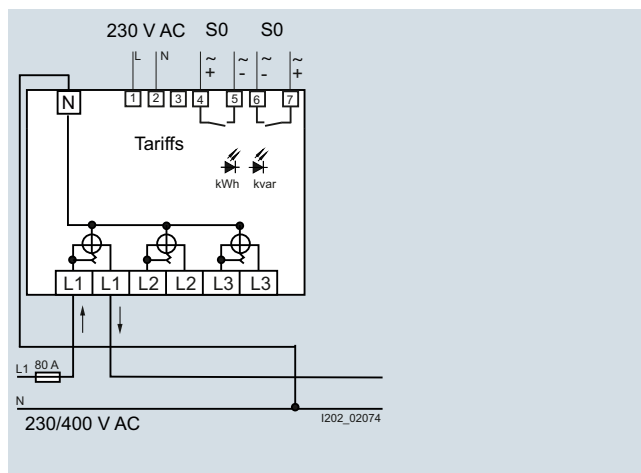 230 V AC S0 S0
L N ~ ~ ~ ~
+ - - +
N 1 2 3 4 5 6 7
Tariffs
kWh kvar
L1 L1 L2 L2 L3 L3
L1 80 A
N
230/400 V AC
I202_02074